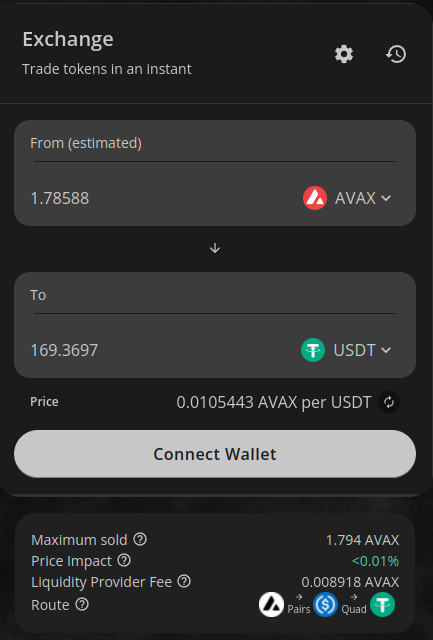 Exchange
Trade tokens in an instant
From (estimated)
1.78588 AVAX
To
169.3697 USDT
Price 0.0105443 AVAX per USDT
Connect Wallet
Maximum sold 1.794 AVAX
Price Impact <0.01%
Liquidity Provider Fee 0.008918 AVAX
Route Pairs Quad